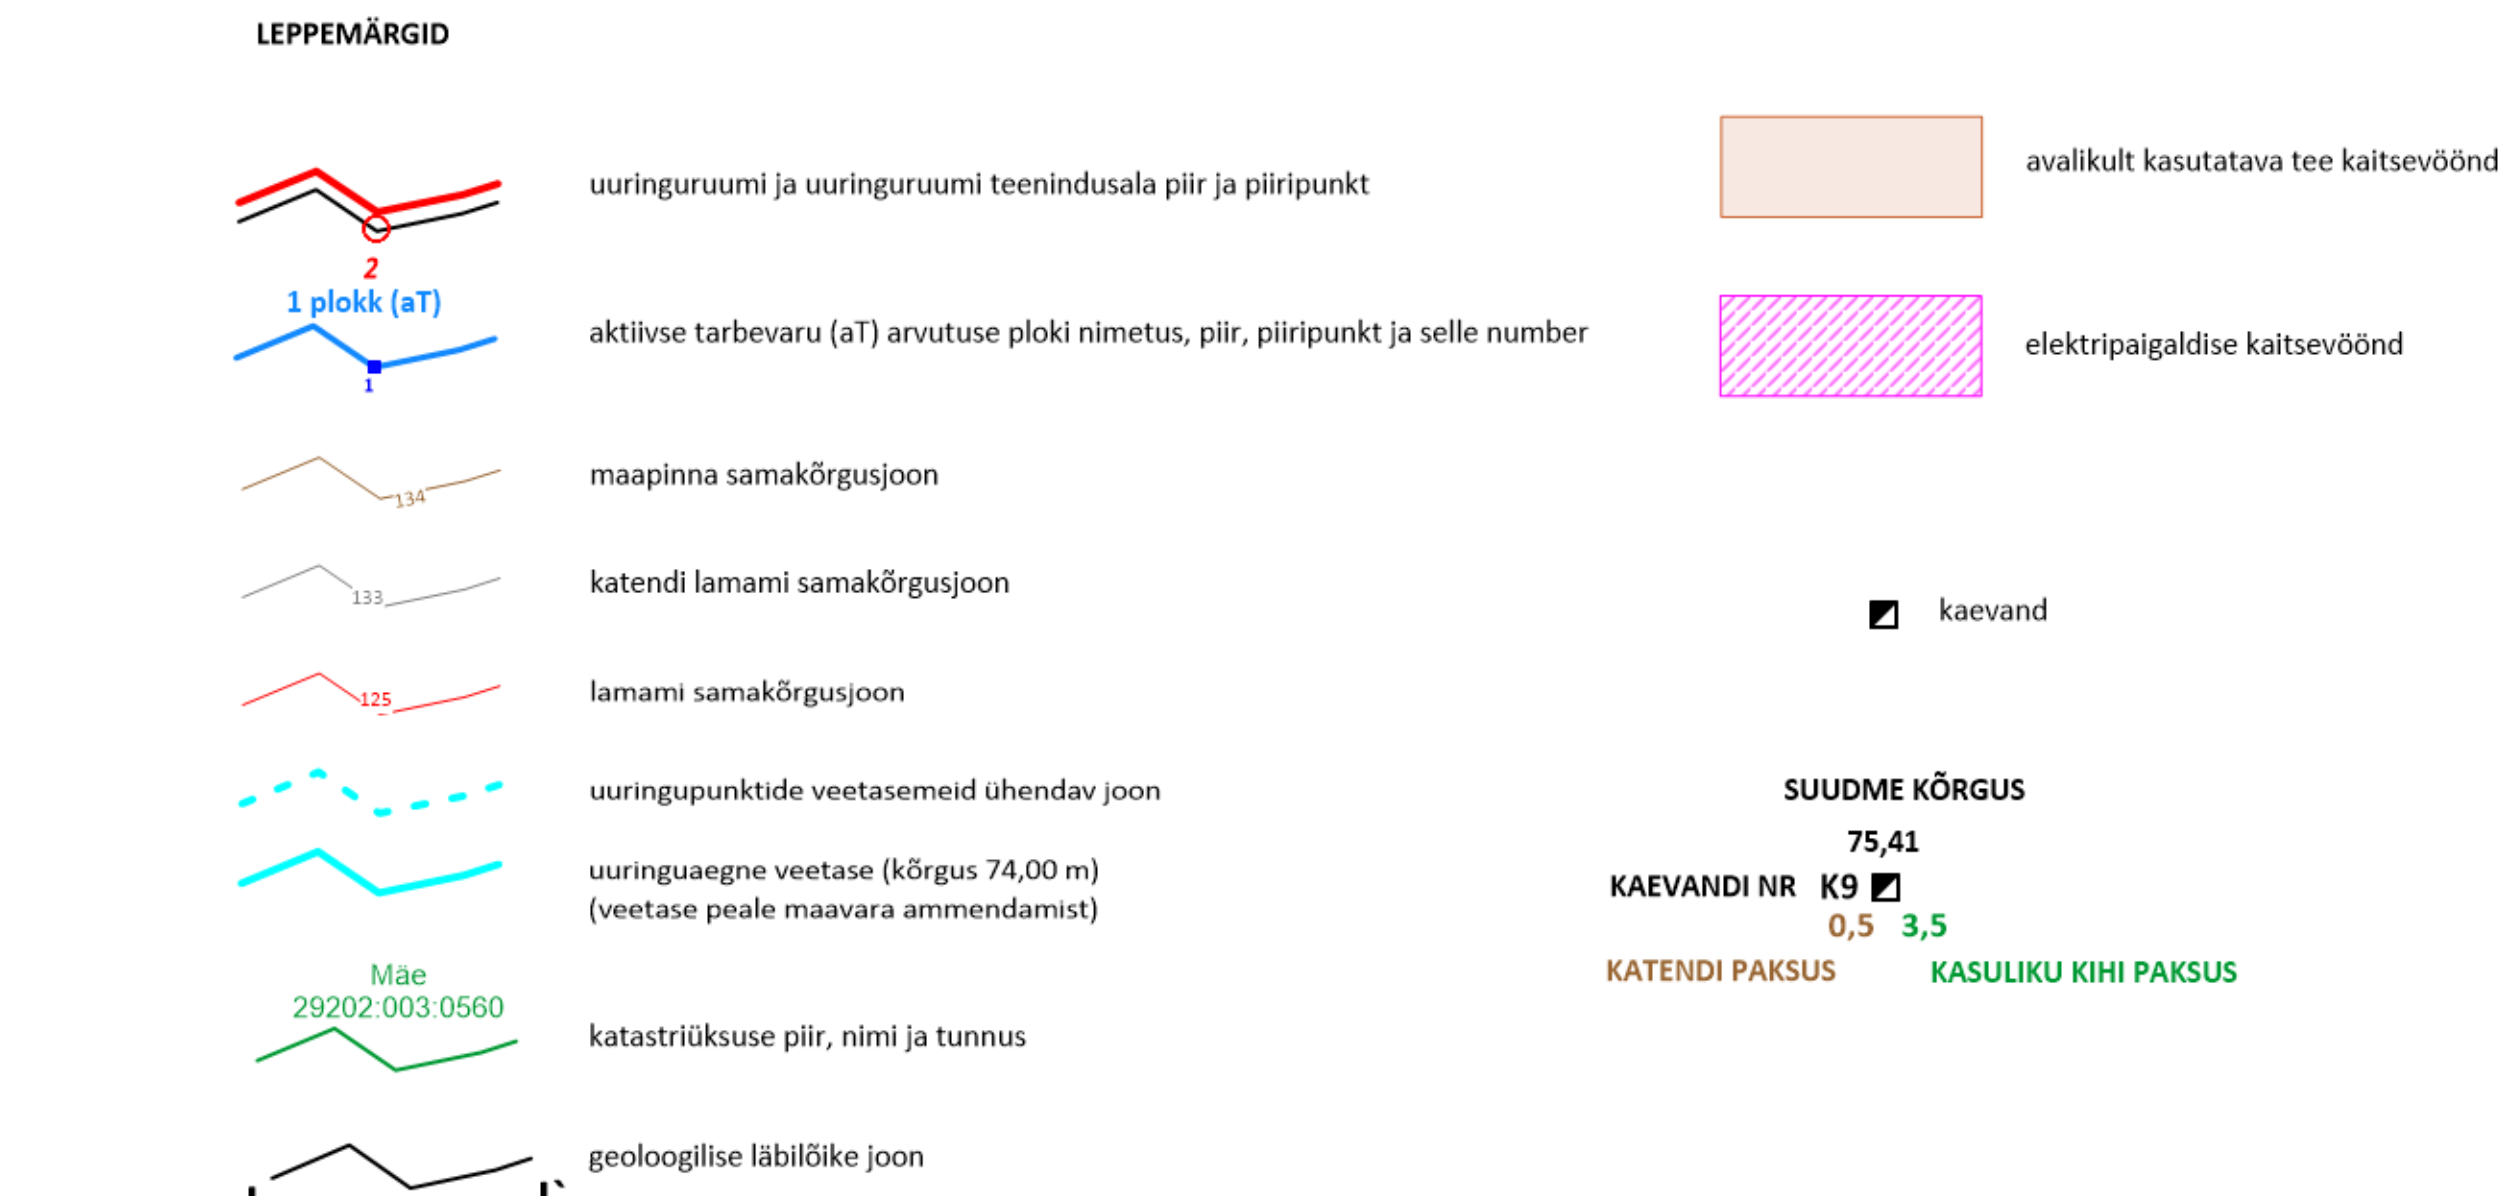 LEPPEMÄRGID
uuringuruumi ja uuringuruumi teenindusala piir ja piiripunkt
2
1 plokk (aT)
aktiivse tarbevaru (aT) arvutuse ploki nimetus, piir, piiripunkt ja selle number
1
maapinna samakõrgusjoon
134
katendi lamami samakõrgusjoon
133
lamami samakõrgusjoon
125
uuringupunktide veetasemeid ühendav joon
uuringuaegne veetase (kõrgus 74,00 m)
(veetase peale maavara ammendamist)
Mäe
29202:003:0560
katastriüksuse piir, nimi ja tunnus
geoloogilise läbilõike joon
avalikult kasutatava tee kaitsevöönd
elektripaigaldise kaitsevöönd
kaevand
SUUDME KÕRGUS
75,41
KAEVANDI NR K9
0,5 3,5
KATENDI PAKSUS KASULIKU KIHI PAKSUS